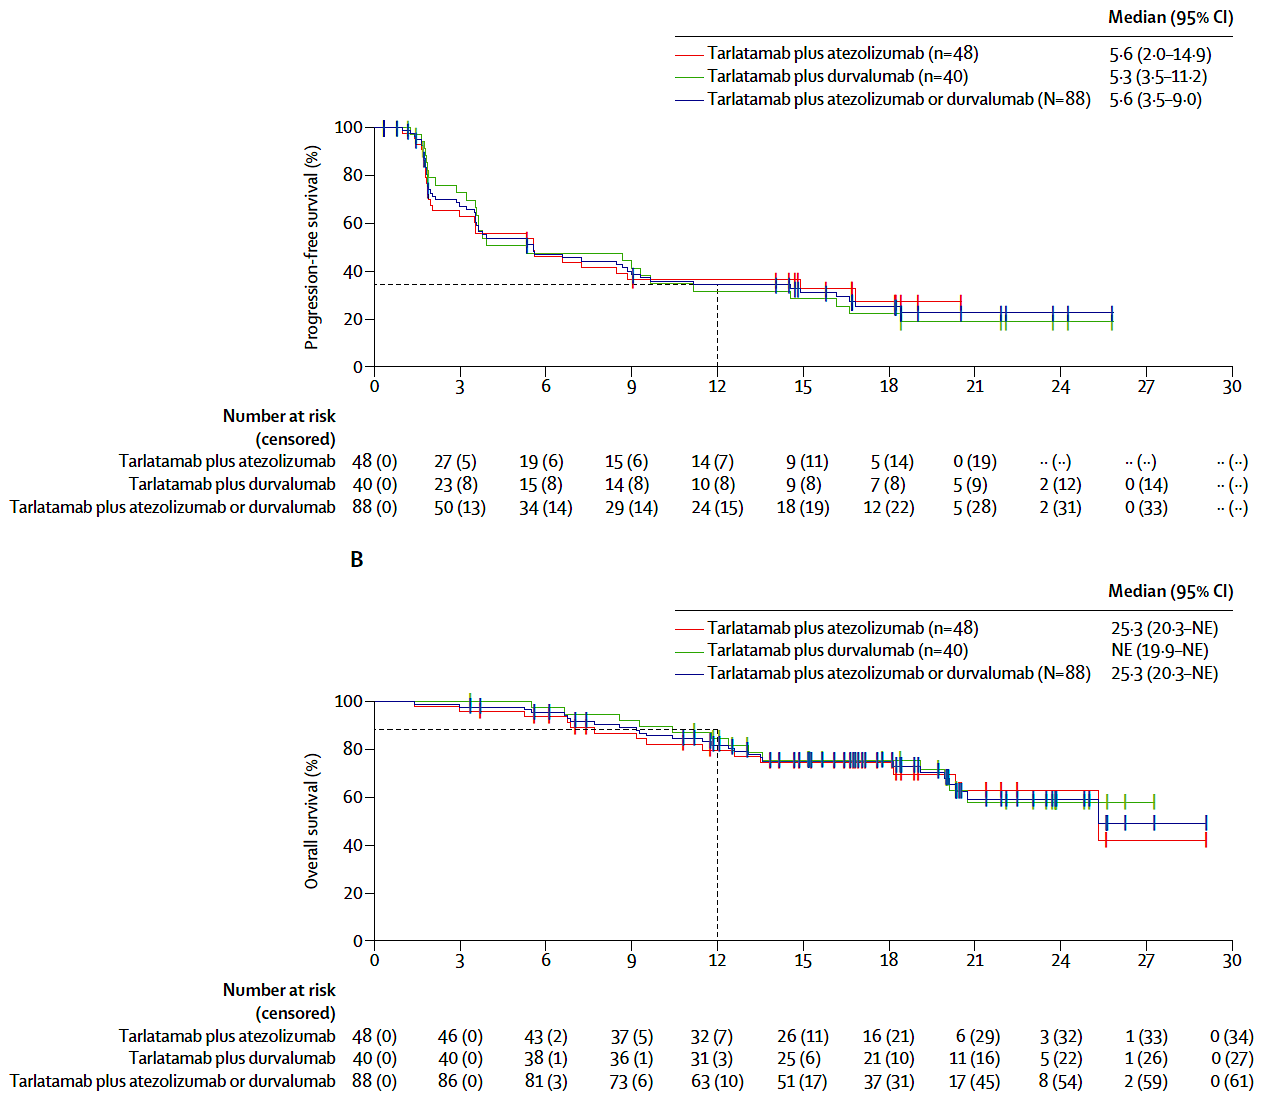 Median (95% CI)
Tarlatamab plus atezolizumab (n=48) 5·6 (2·0–14·9)
Tarlatamab plus durvalumab (n=40) 5·3 (3·5–11·2)
Tarlatamab plus atezolizumab or durvalumab (N=88) 5·6 (3·5–9·0)
Progression-free survival (%)
100
80
60
40
20
0
0 3 6 9 12 15 18 21 24 27 30
Number at risk
(censored)
Tarlatamab plus atezolizumab 48 (0) 27 (5) 19 (6) 15 (6) 14 (7) 9 (11) 5 (14) 0 (19) ·· (··) ·· (··) ·· (··)
Tarlatamab plus durvalumab 40 (0) 23 (8) 15 (8) 14 (8) 10 (8) 9 (8) 7 (8) 5 (9) 2 (12) 0 (14) ·· (··)
Tarlatamab plus atezolizumab or durvalumab 88 (0) 50 (13) 34 (14) 29 (14) 24 (15) 18 (19) 12 (22) 5 (28) 2 (31) 0 (33) ·· (··)
B
Median (95% CI)
Tarlatamab plus atezolizumab (n=48) 25·3 (20·3–NE)
Tarlatamab plus durvalumab (n=40) NE (19·9–NE)
Tarlatamab plus atezolizumab or durvalumab (N=88) 25·3 (20·3–NE)
Overall survival (%)
100
80
60
40
20
0
0 3 6 9 12 15 18 21 24 27 30
Number at risk
(censored)
Tarlatamab plus atezolizumab 48 (0) 46 (0) 43 (2) 37 (5) 32 (7) 26 (11) 16 (21) 6 (29) 3 (32) 1 (33) 0 (34)
Tarlatamab plus durvalumab 40 (0) 40 (0) 38 (1) 36 (1) 31 (3) 25 (6) 21 (10) 11 (16) 5 (22) 1 (26) 0 (27)
Tarlatamab plus atezolizumab or durvalumab 88 (0) 86 (0) 81 (3) 73 (6) 63 (10) 51 (17) 37 (31) 17 (45) 8 (54) 2 (59) 0 (61)